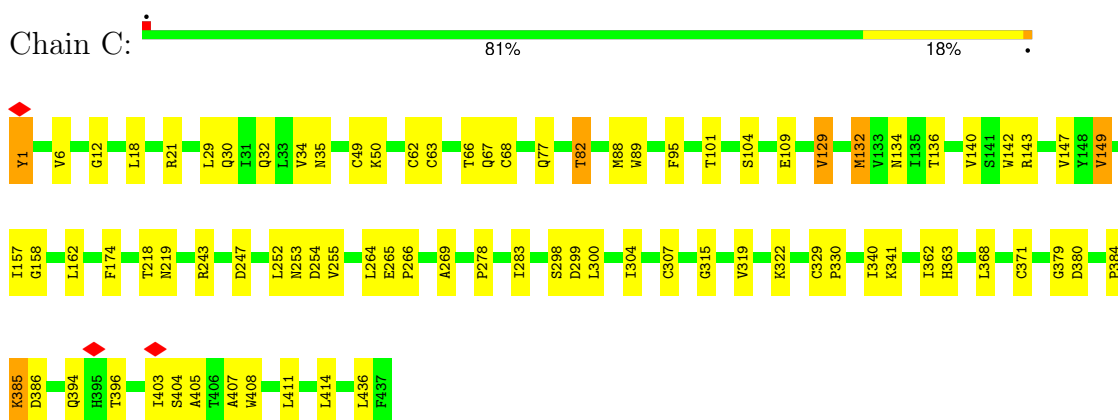 Chain C:
81% 18%
Y1 V6 G12 L18 R21 L29 Q30 I31 Q32 L33 V34 N35 C49 K50 C62 C63 T66 Q67 C68 Q77 T82 M88 W89 F95 T101 S104 E109 V129 M132 V133 N134 I135 T136 V140 S141 W142 R143 V147 Y148 V149
I157 G158 L162 F174 T218 N219 R243 D247 L252 N253 D254 V255 L264 E265 P266 A269 P278 I283 S298 D299 L300 I304 C307 G315 V319 K322 C329 P330 I340 K341 I362 H363 L368 C371 G379 D380 P384
K385 D386 Q394 H395 T396 I403 S404 A405 T406 A407 W408 L411 L414 L436 F437